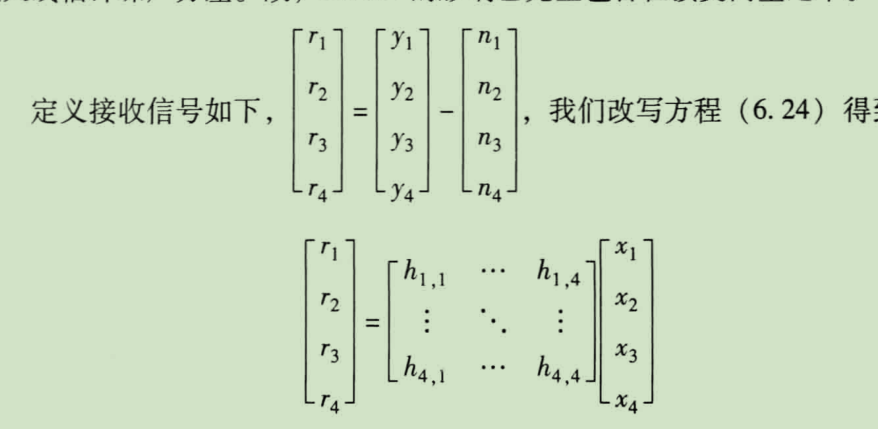 定义接收信号如下，[r1 r2 r3 r4] = [y1 y2 y3 y4] − [n1 n2 n3 n4]，我们改写方程（6.24）得
[r1 r2 r3 r4] = [h1,1 ⋯ h1,4 ⋮ ⋱ ⋮ h4,1 ⋯ h4,4] [x1 x2 x3 x4]